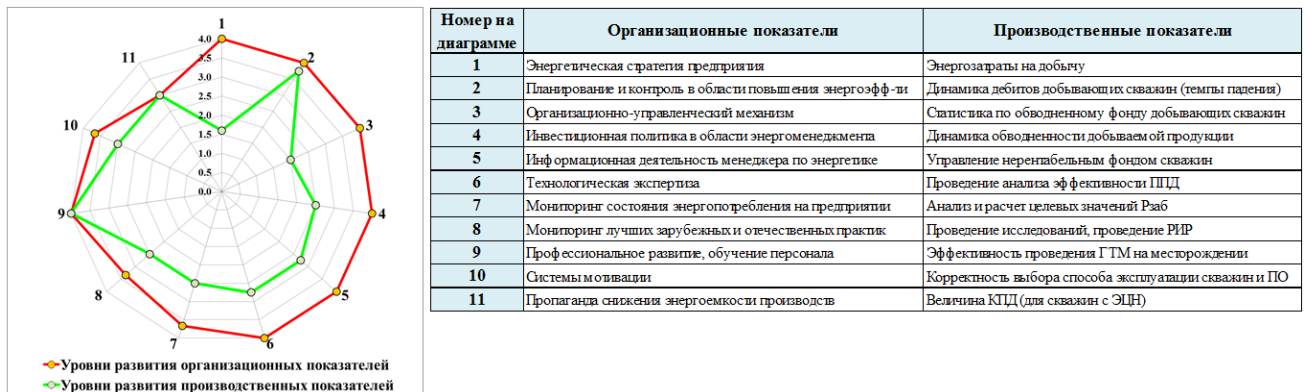 1
2
3
4
5
6
7
8
9
10
11
4.0
3.5
3.0
2.5
2.0
1.5
1.0
0.5
0.0
Уровни развития организационных показателей
Уровни развития производственных показателей
Номер на диаграмме Организационные показатели Производственные показатели
1 Энергетическая стратегия предприятия Энергозатраты на добычу
2 Планирование и контроль в области повышения энергоэфф-ти Динамика дебитов добывающих скважин (темпы падения)
3 Организационно-управленческий механизм Статистика по обводненному фонду добывающих скважин
4 Инвестиционная политика в области энергоменеджмента Динамика обводненности добываемой продукции
5 Информационная деятельность менеджера по энергетике Управление нерентабельным фондом скважин
6 Технологическая экспертиза Проведение анализа эффективности ППД
7 Мониторинг состояния энергопотребления на предприятии Анализ и расчет целевых значений Рзаб
8 Мониторинг лучших зарубежных и отечественных практик Проведение исследований, проведение РИР
9 Профессиональное развитие, обучение персонала Эффективность проведения ГТМ на месторождении
10 Системы мотивации Корректность выбора способа эксплуатации скважин и ПО
11 Пропаганда снижения энергоемкости производств Величина КПД (для скважин с ЭЦН)